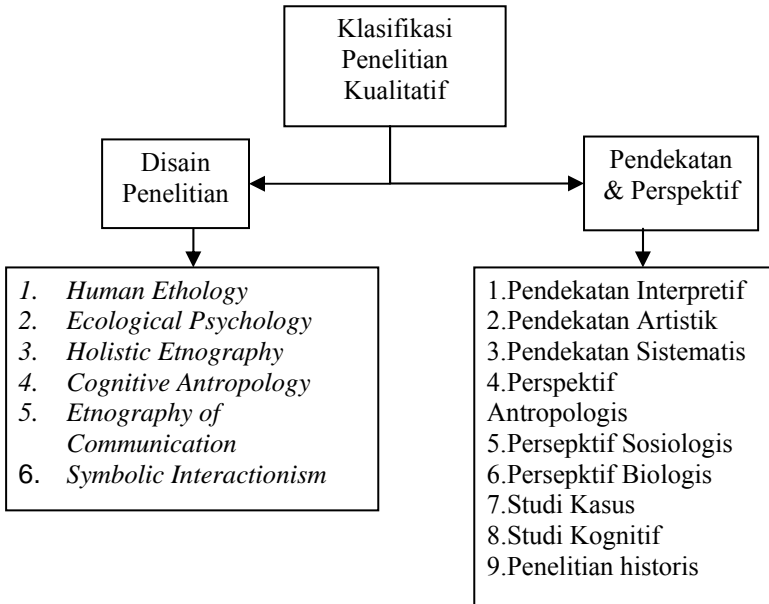 Klasifikasi
Penelitian
Kualitatif
Disain
Penelitian
Pendekatan
& Perspektif
1. Human Ethology
2. Ecological Psychology
3. Holistic Etnography
4. Cognitive Antropology
5. Etnography of
Communication
6. Symbolic Interactionism
1.Pendekatan Interpretif
2.Pendekatan Artistik
3.Pendekatan Sistematis
4.Perspektif
Antropologis
5.Persepktif Sosiologis
6.Persepktif Biologis
7.Studi Kasus
8.Studi Kognitif
9.Penelitian historis